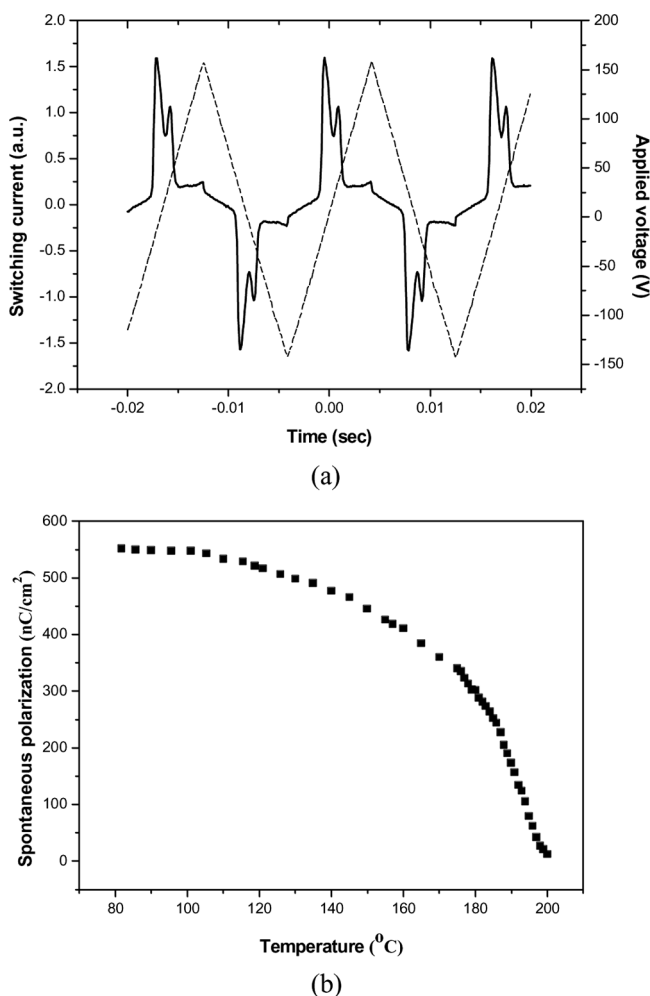 2.0
1.5
1.0
0.5
0.0
-0.5
-1.0
-1.5
-2.0
Switching current (a.u.)
200
150
100
50
0
-50
-100
-150
Applied voltage (V)
-0.02 -0.01 0.00 0.01 0.02
Time (sec)
(a)
600
500
400
300
200
100
0
Spontaneous polarization (nC/cm²)
80 100 120 140 160 180 200
Temperature (°C)
(b)